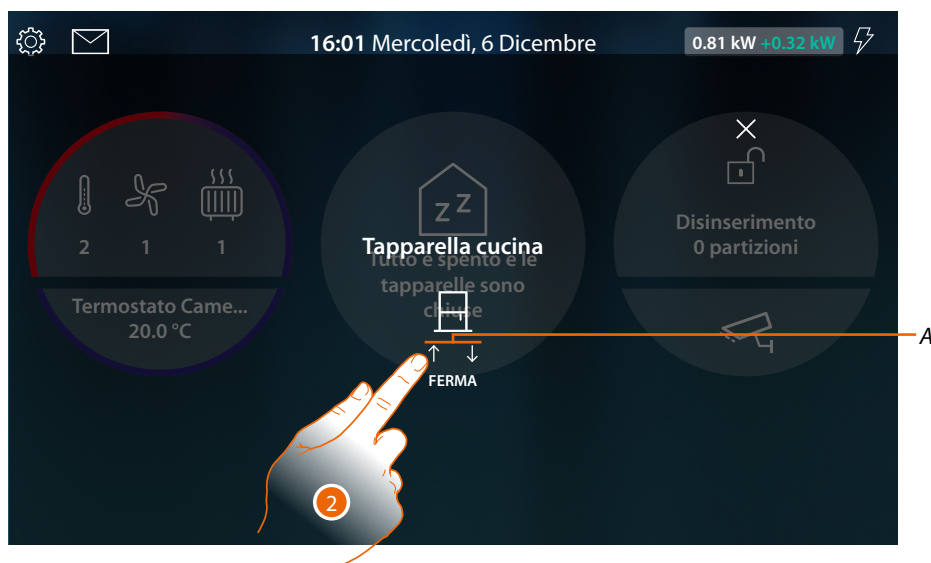 16:01 Mercoledì, 6 Dicembre
0.81 kW +0.32 kW
2 1 1
Termostato Came...
20.0 °C
z Z
Tapparella cucina
Tutto è spento e le
tapparelle sono
chiuse
FERMA
Disinserimento
0 partizioni
A
2